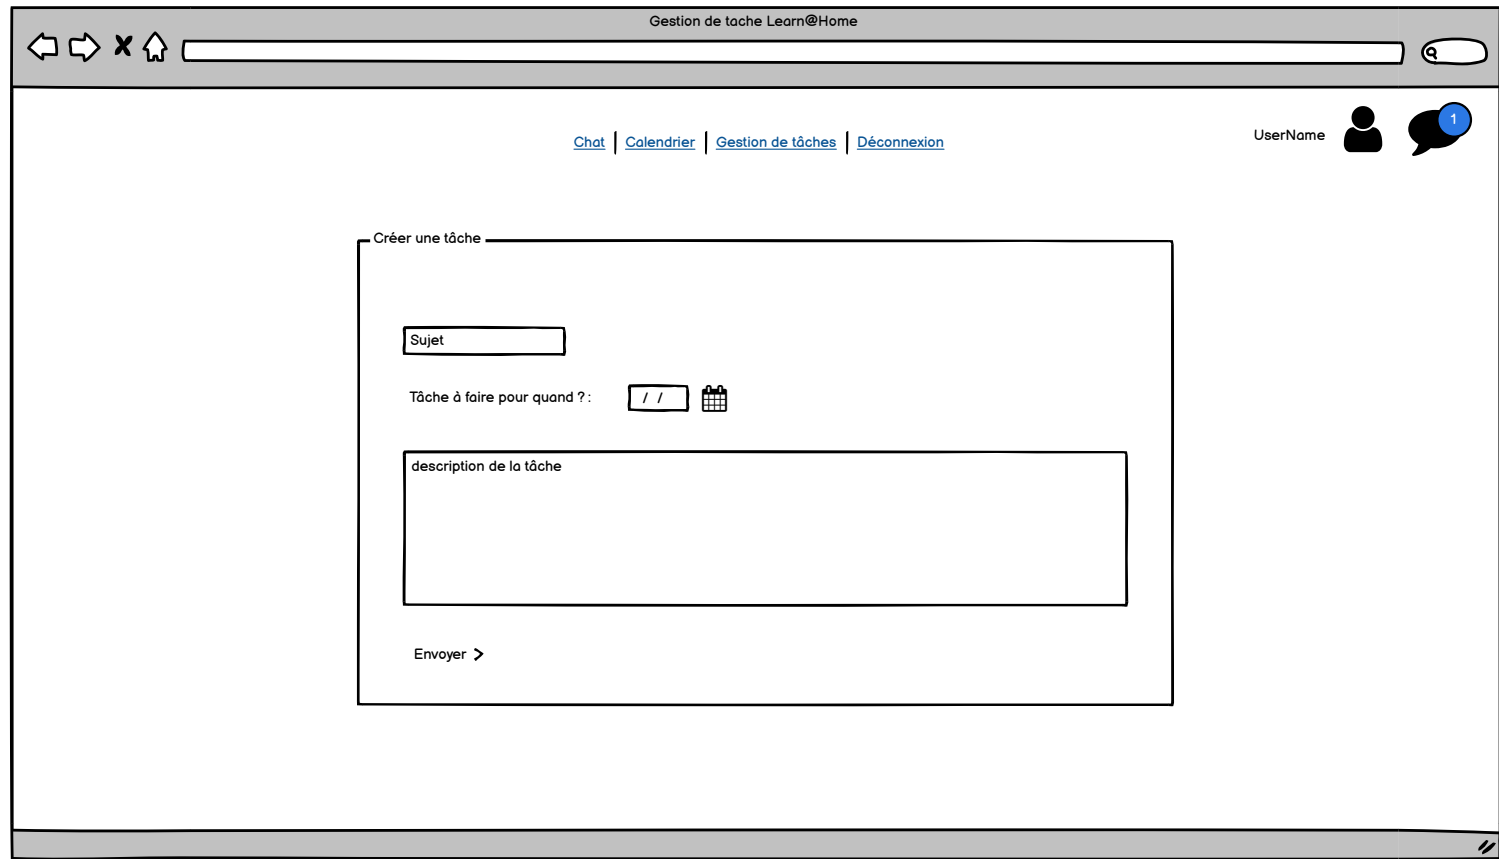 Gestion de tache Learn@Home
Chat | Calendrier | Gestion de tâches | Déconnexion
UserName
1
Créer une tâche
Sujet
Tâche à faire pour quand ? :
/ /
description de la tâche
Envoyer >